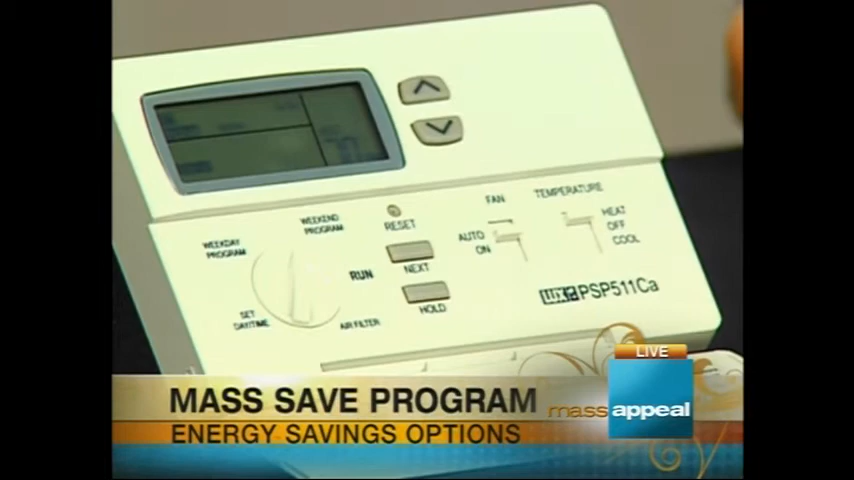 WEEKDAY
PROGRAM
WEEKEND
PROGRAM
RESET
RUN
NEXT
HOLD
SET
DAY/TIME
AIR FILTER
FAN
AUTO
ON
TEMPERATURE
HEAT
OFF
COOL
LUX PSP511Ca
LIVE
MASS SAVE PROGRAM
mass appeal
ENERGY SAVINGS OPTIONS